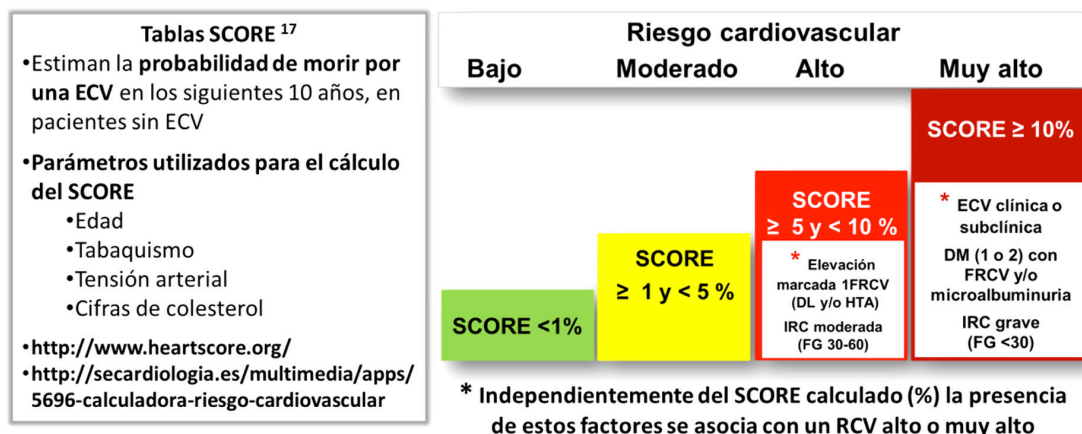 Tablas SCORE 17
•Estiman la probabilidad de morir por
una ECV en los siguientes 10 años, en
pacientes sin ECV
•Parámetros utilizados para el cálculo
del SCORE
•Edad
•Tabaquismo
•Tensión arterial
•Cifras de colesterol
•http://www.heartscore.org/
•http://secardiologia.es/multimedia/apps/
5696-calculadora-riesgo-cardiovascular
Riesgo cardiovascular
Bajo Moderado Alto Muy alto
SCORE <1%
SCORE
≥ 1 y < 5 %
SCORE
≥ 5 y < 10 %
* Elevación
marcada 1FRCV
(DL y/o HTA)
IRC moderada
(FG 30-60)
SCORE ≥ 10%
* ECV clínica o
subclínica
DM (1 o 2) con
FRCV y/o
microalbuminuria
IRC grave
(FG <30)
* Independientemente del SCORE calculado (%) la presencia
de estos factores se asocia con un RCV alto o muy alto